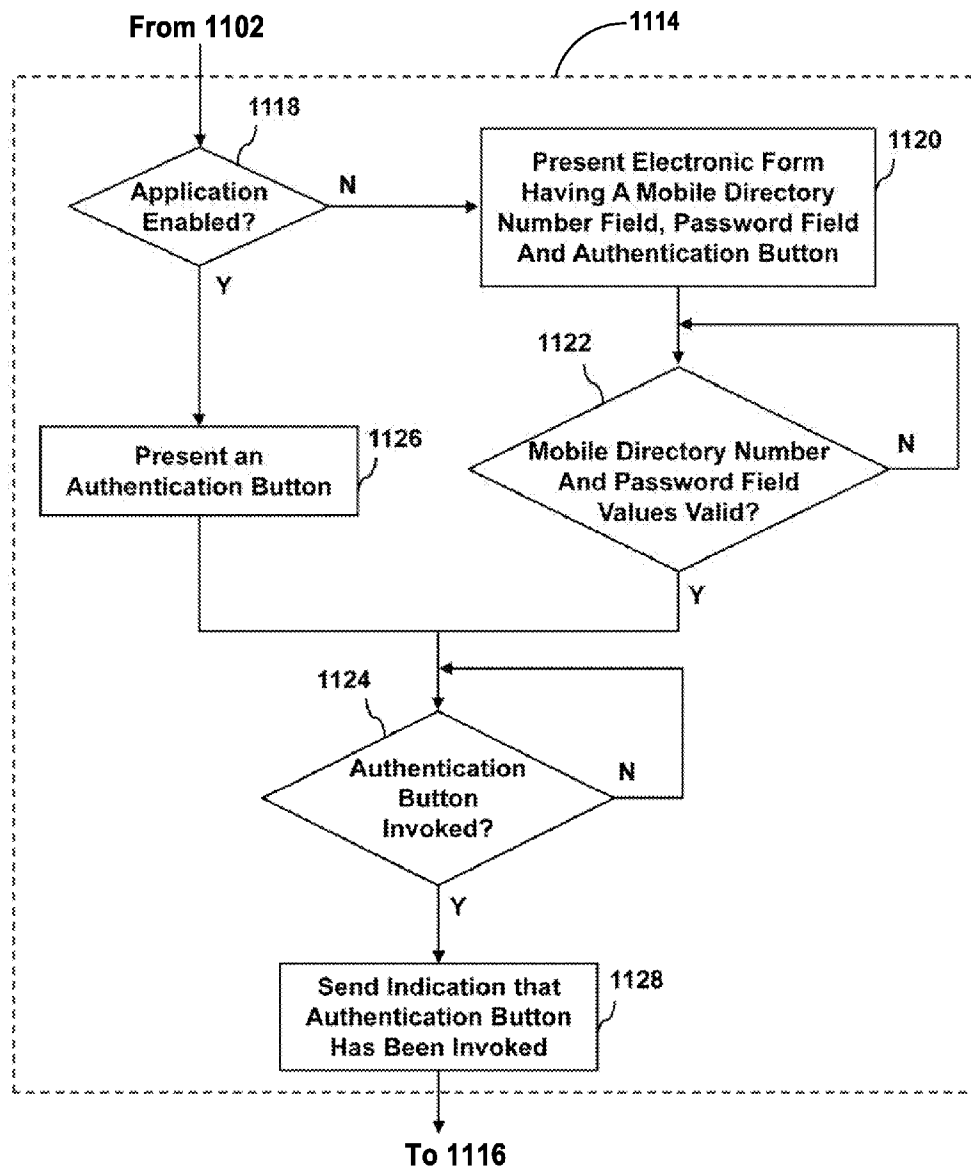 From 1102
1114
1118
Application
Enabled?
N
Y
1120
Present Electronic Form
Having A Mobile Directory
Number Field, Password Field
And Authentication Button
1122
Mobile Directory Number
And Password Field
Values Valid?
N
Y
1126
Present an
Authentication Button
1124
Authentication
Button
Invoked?
N
Y
1128
Send Indication that
Authentication Button
Has Been Invoked
To 1116